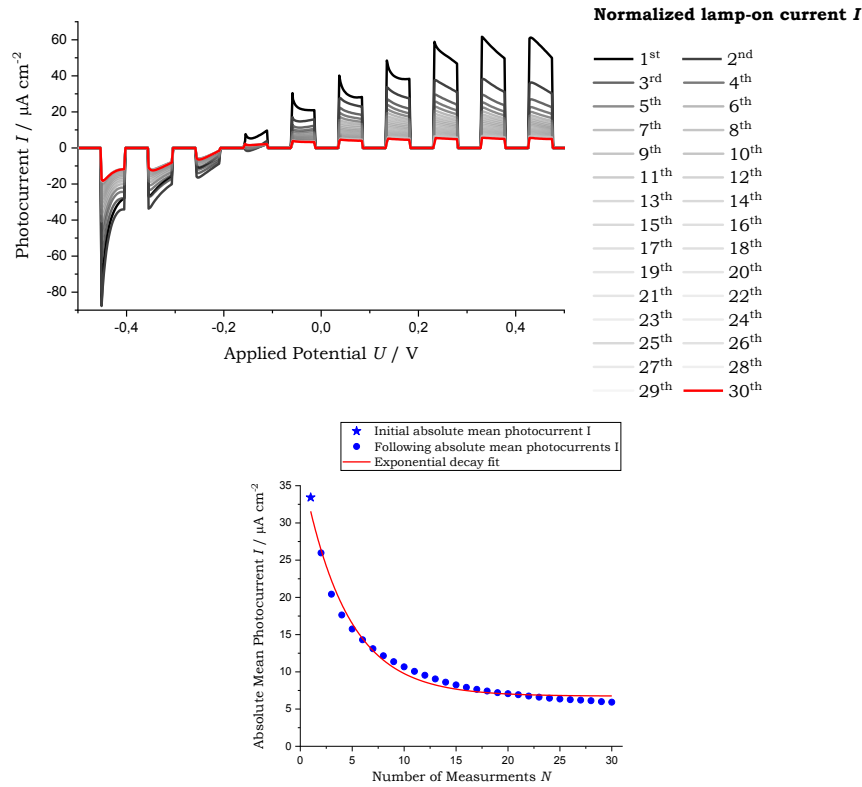 Normalized lamp-on current I
1st 2nd
3rd 4th
5th 6th
7th 8th
9th 10th
11th 12th
13th 14th
15th 16th
17th 18th
19th 20th
21th 22th
23th 24th
25th 26th
27th 28th
29th 30th
Photocurrent I / µA cm-2
60
40
20
0
-20
-40
-60
-80
-0,4 -0,2 0,0 0,2 0,4
Applied Potential U / V
Initial absolute mean photocurrent I
Following absolute mean photocurrents I
Exponential decay fit
Absolute Mean Photocurrent I / µA cm-2
35
30
25
20
15
10
5
0
0 5 10 15 20 25 30
Number of Measurments N